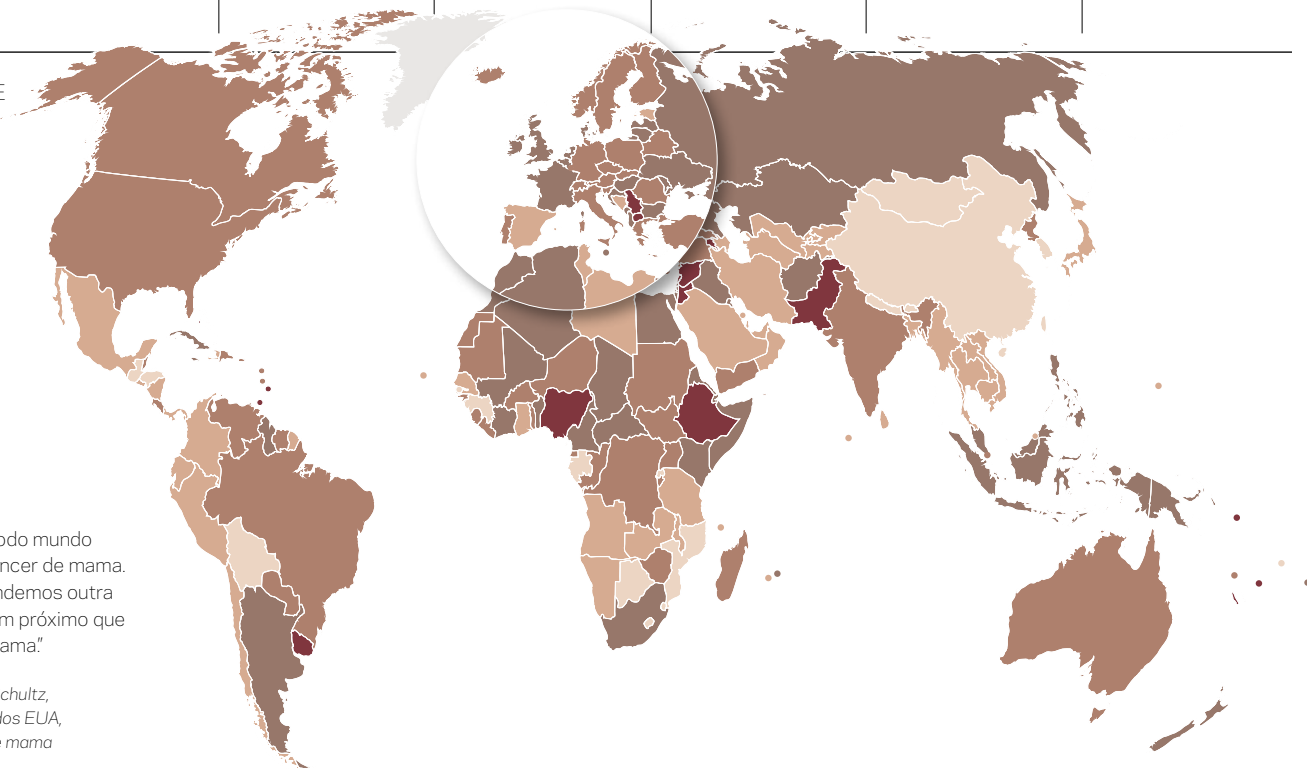 E
odo mundo
ncer de mama.
ndemos outra
m próximo que
ama.”
chultz,
dos EUA,
e mama